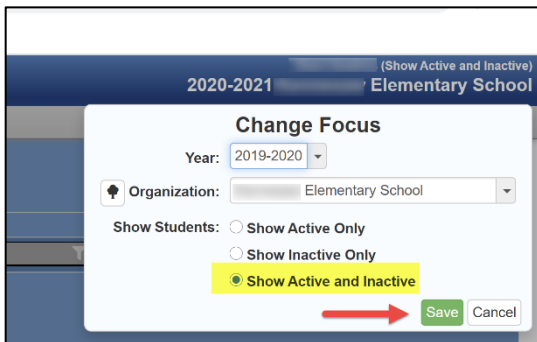 (Show Active and Inactive)
2020-2021 Elementary School
Change Focus
Year: 2019-2020
Organization: Elementary School
Show Students: Show Active Only
Show Inactive Only
Show Active and Inactive
Save Cancel